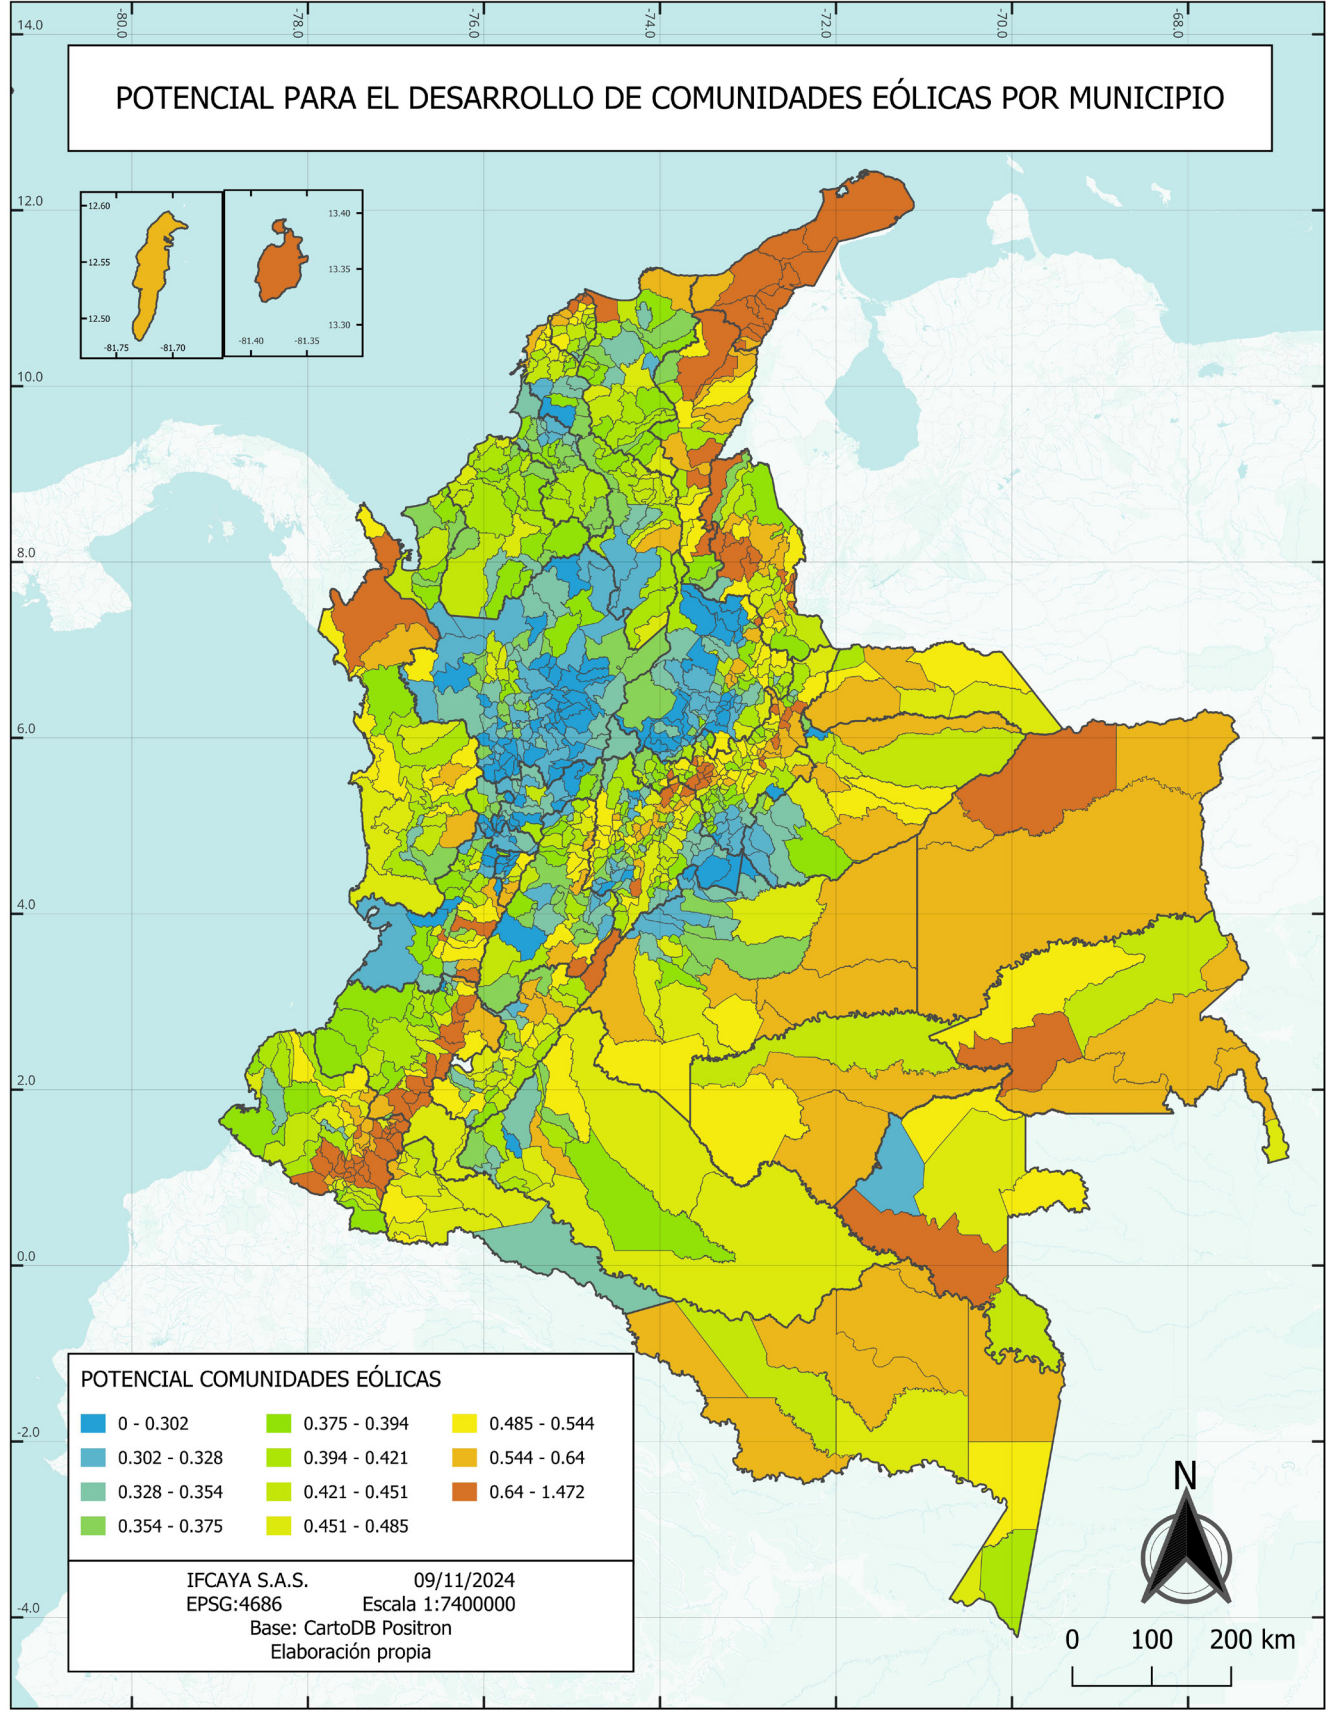 -80.0 -78.0 -76.0 -74.0 -72.0 -70.0 -68.0
14.0
POTENCIAL PARA EL DESARROLLO DE COMUNIDADES EÓLICAS POR MUNICIPIO
12.0
12.60
12.55
12.50
-81.75 -81.70
13.40
13.35
13.30
-81.40 -81.35
10.0
8.0
6.0
4.0
2.0
0.0
-2.0
-4.0
POTENCIAL COMUNIDADES EÓLICAS
0 - 0.302
0.302 - 0.328
0.328 - 0.354
0.354 - 0.375
0.375 - 0.394
0.394 - 0.421
0.421 - 0.451
0.451 - 0.485
0.485 - 0.544
0.544 - 0.64
0.64 - 1.472
IFCAYA S.A.S. 09/11/2024
EPSG:4686 Escala 1:7400000
Base: CartoDB Positron
Elaboración propia
N
0 100 200 km